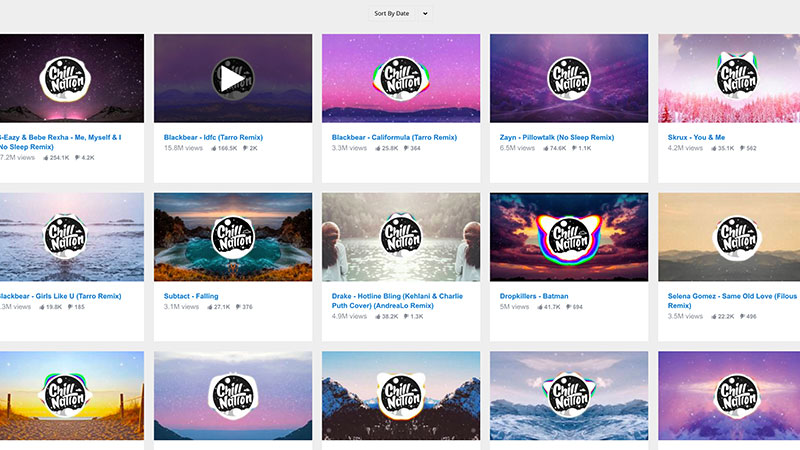 Sort By Date
Chill Nation
Chill Nation
Chill Nation
Chill Nation
Chill Nation
-Eazy & Bebe Rexha - Me, Myself & I
No Sleep Remix)
7.2M views 254.1K 4.2K
Blackbear - Idfc (Tarro Remix)
15.8M views 166.5K 2K
Blackbear - Califormula (Tarro Remix)
3.3M views 25.8K 364
Zayn - Pillowtalk (No Sleep Remix)
6.5M views 74.6K 1.1K
Skrux - You & Me
4.2M views 35.1K 562
Chill Nation
Chill Nation
Chill Nation
Chill Nation
Chill Nation
Blackbear - Girls Like U (Tarro Remix)
.3M views 19.8K 185
Subtact - Falling
3.1M views 27.1K 376
Drake - Hotline Bling (Kehlani & Charlie
Puth Cover) (AndreaLo Remix)
4.9M views 38.2K 1.3K
Dropkillers - Batman
5M views 41.7K 694
Selena Gomez - Same Old Love (Filous
Remix)
3.5M views 22.2K 496
Chill Nation
Chill Nation
Chill Nation
Chill Nation
Chill Nation